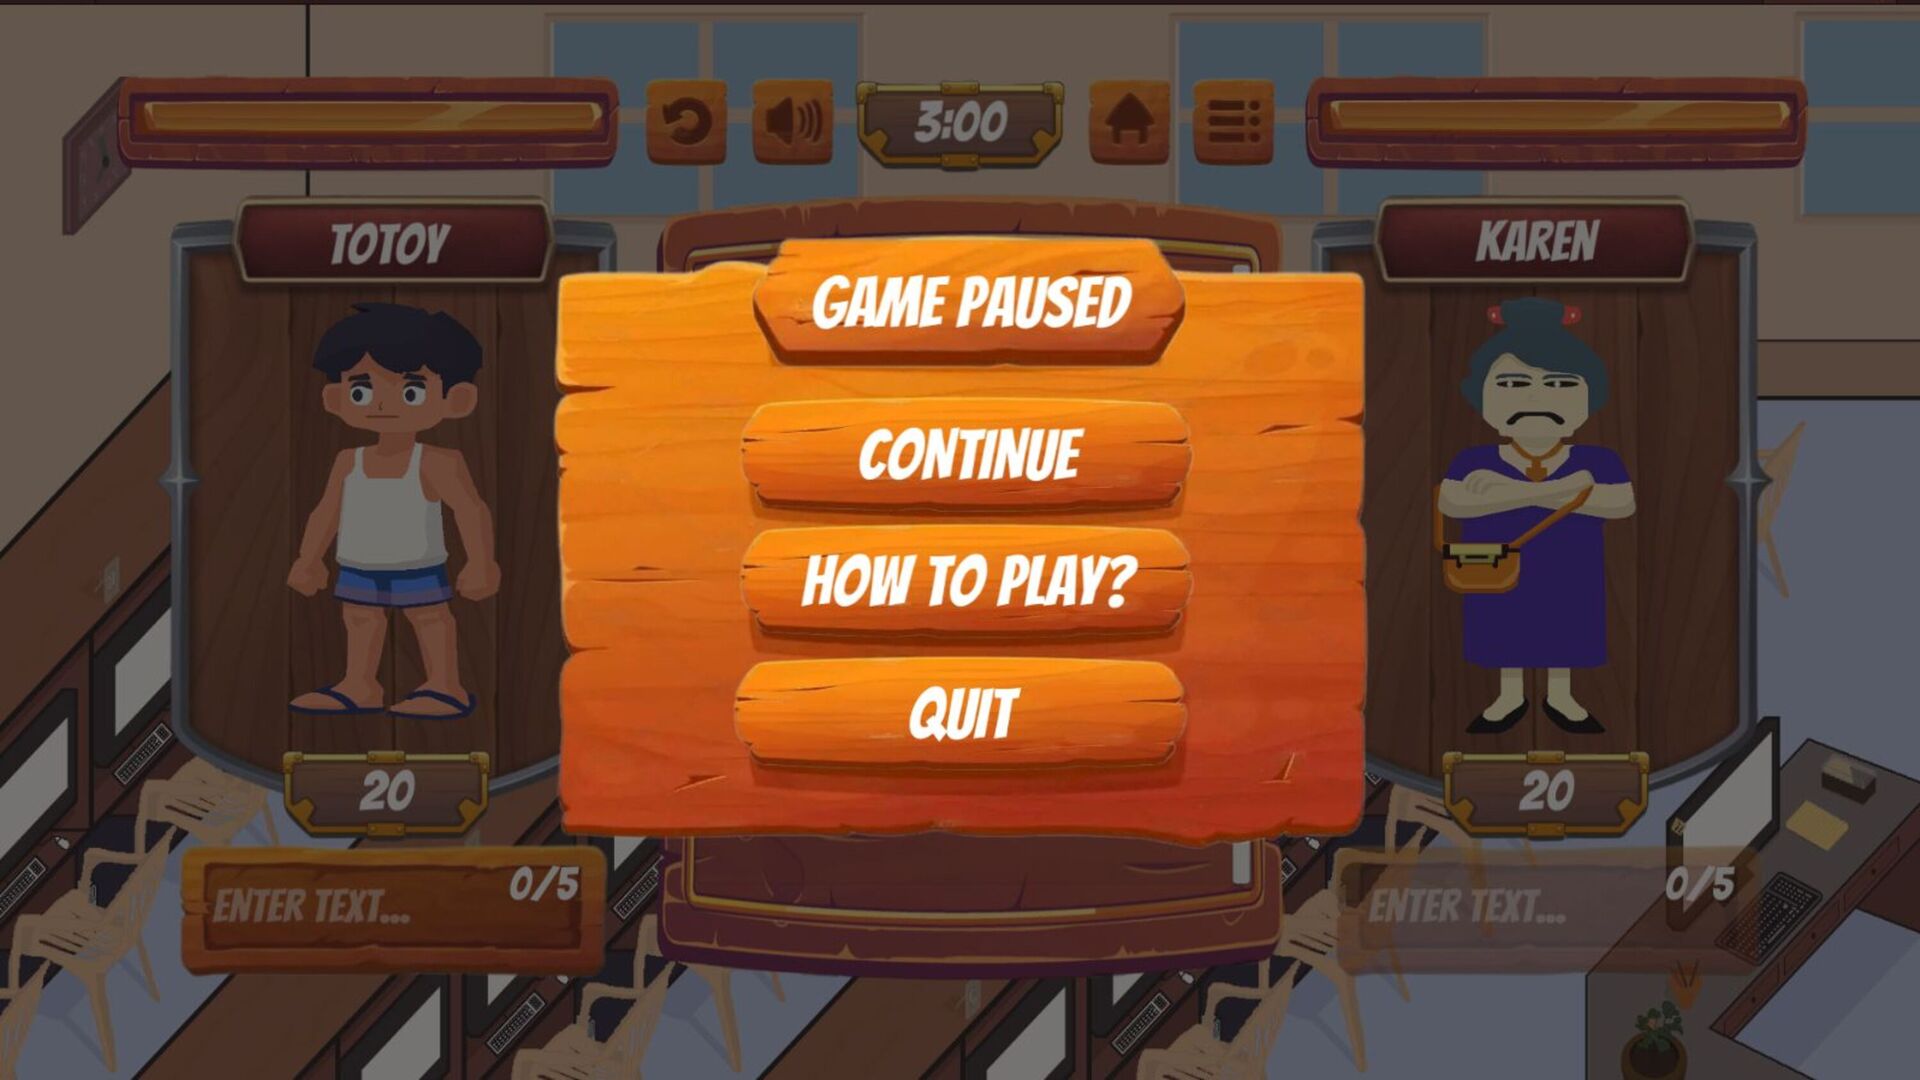 3:00
TOTOY
KAREN
GAME PAUSED
CONTINUE
HOW TO PLAY?
QUIT
20
20
0/5
ENTER TEXT...
0/5
ENTER TEXT...